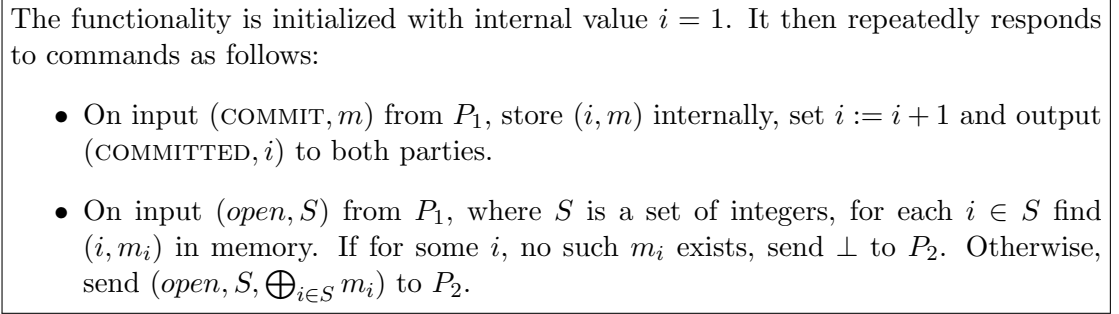 The functionality is initialized with internal value i = 1. It then repeatedly responds
to commands as follows:
• On input (COMMIT, m) from P₁, store (i, m) internally, set i := i + 1 and output
(COMMITTED, i) to both parties.
• On input (open, S) from P₁, where S is a set of integers, for each i ∈ S find
(i, mᵢ) in memory. If for some i, no such mᵢ exists, send ⊥ to P₂. Otherwise,
send (open, S, ⨁_{i∈S} mᵢ) to P₂.